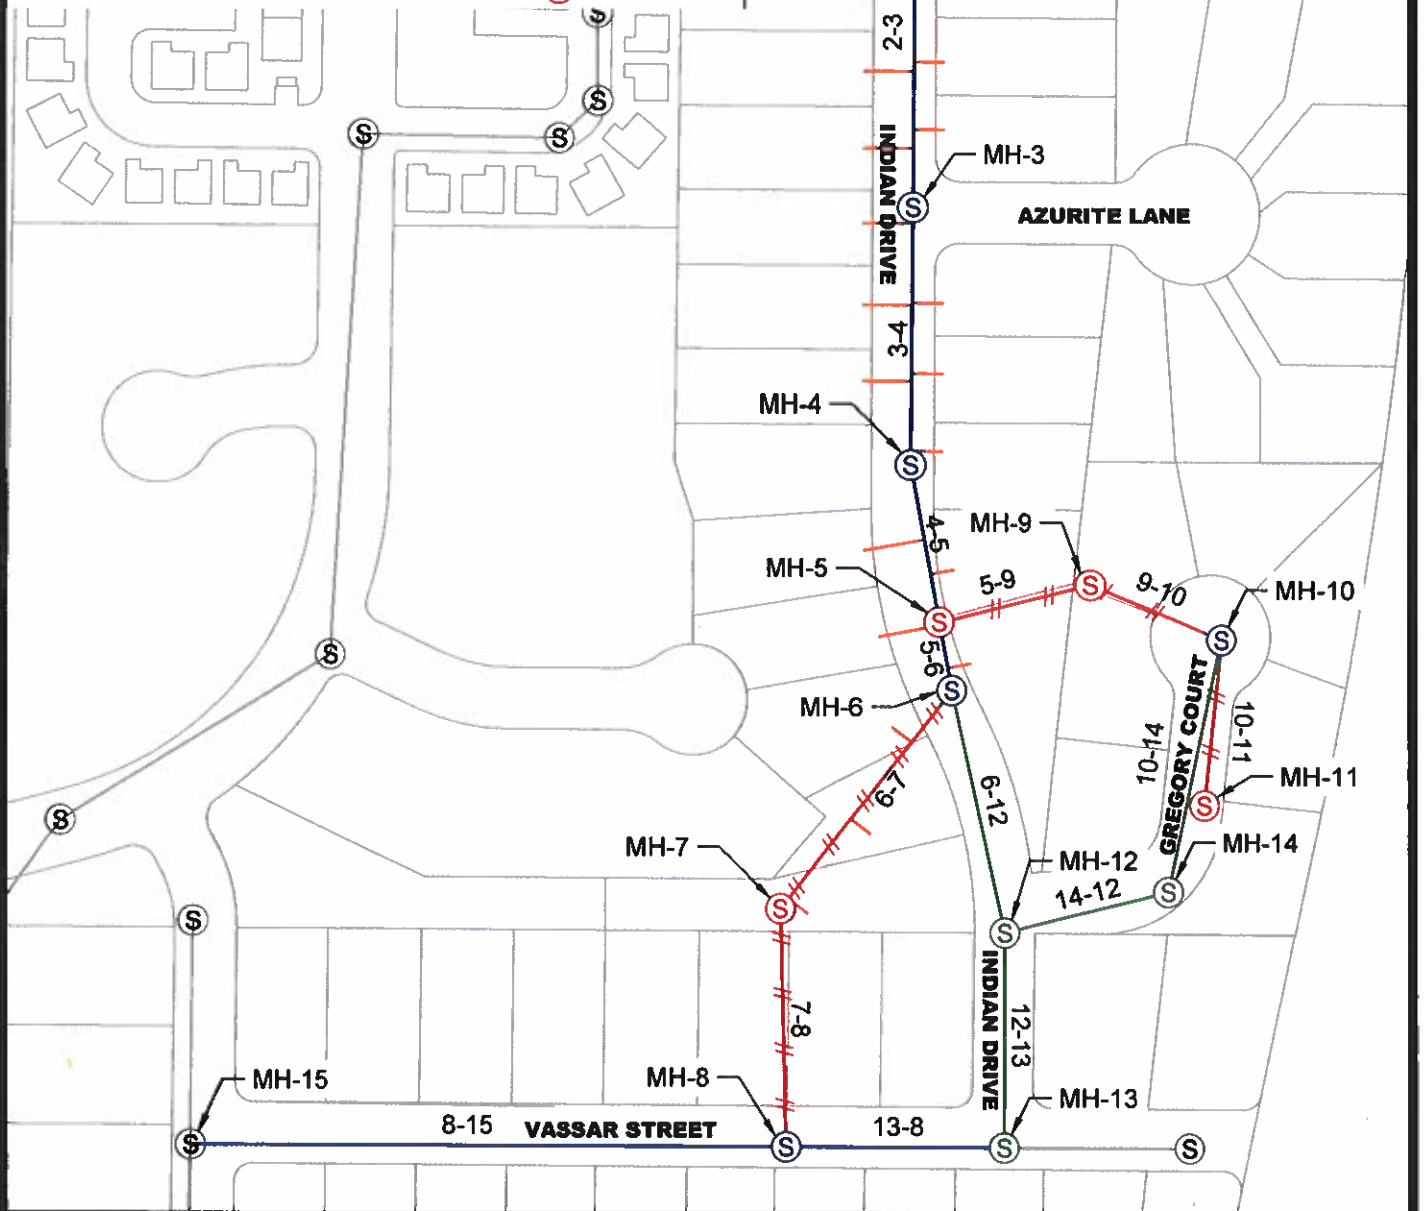 S
2-3
S
S
S
INDIAN DRIVE
MH-3
S
AZURITE LANE
3-4
MH-4
S
4-5
MH-9
MH-5
5-9
S
9-10
MH-10
S
S
5-6
S
S
MH-6
GREGORY COURT
10-14
10-11
6-7
6-12
MH-11
S
S
MH-7
MH-12
MH-14
14-12
S
S
S
S
INDIAN DRIVE
7-8
12-13
MH-15
MH-8
MH-13
8-15
VASSAR STREET
13-8
S
S
S
S